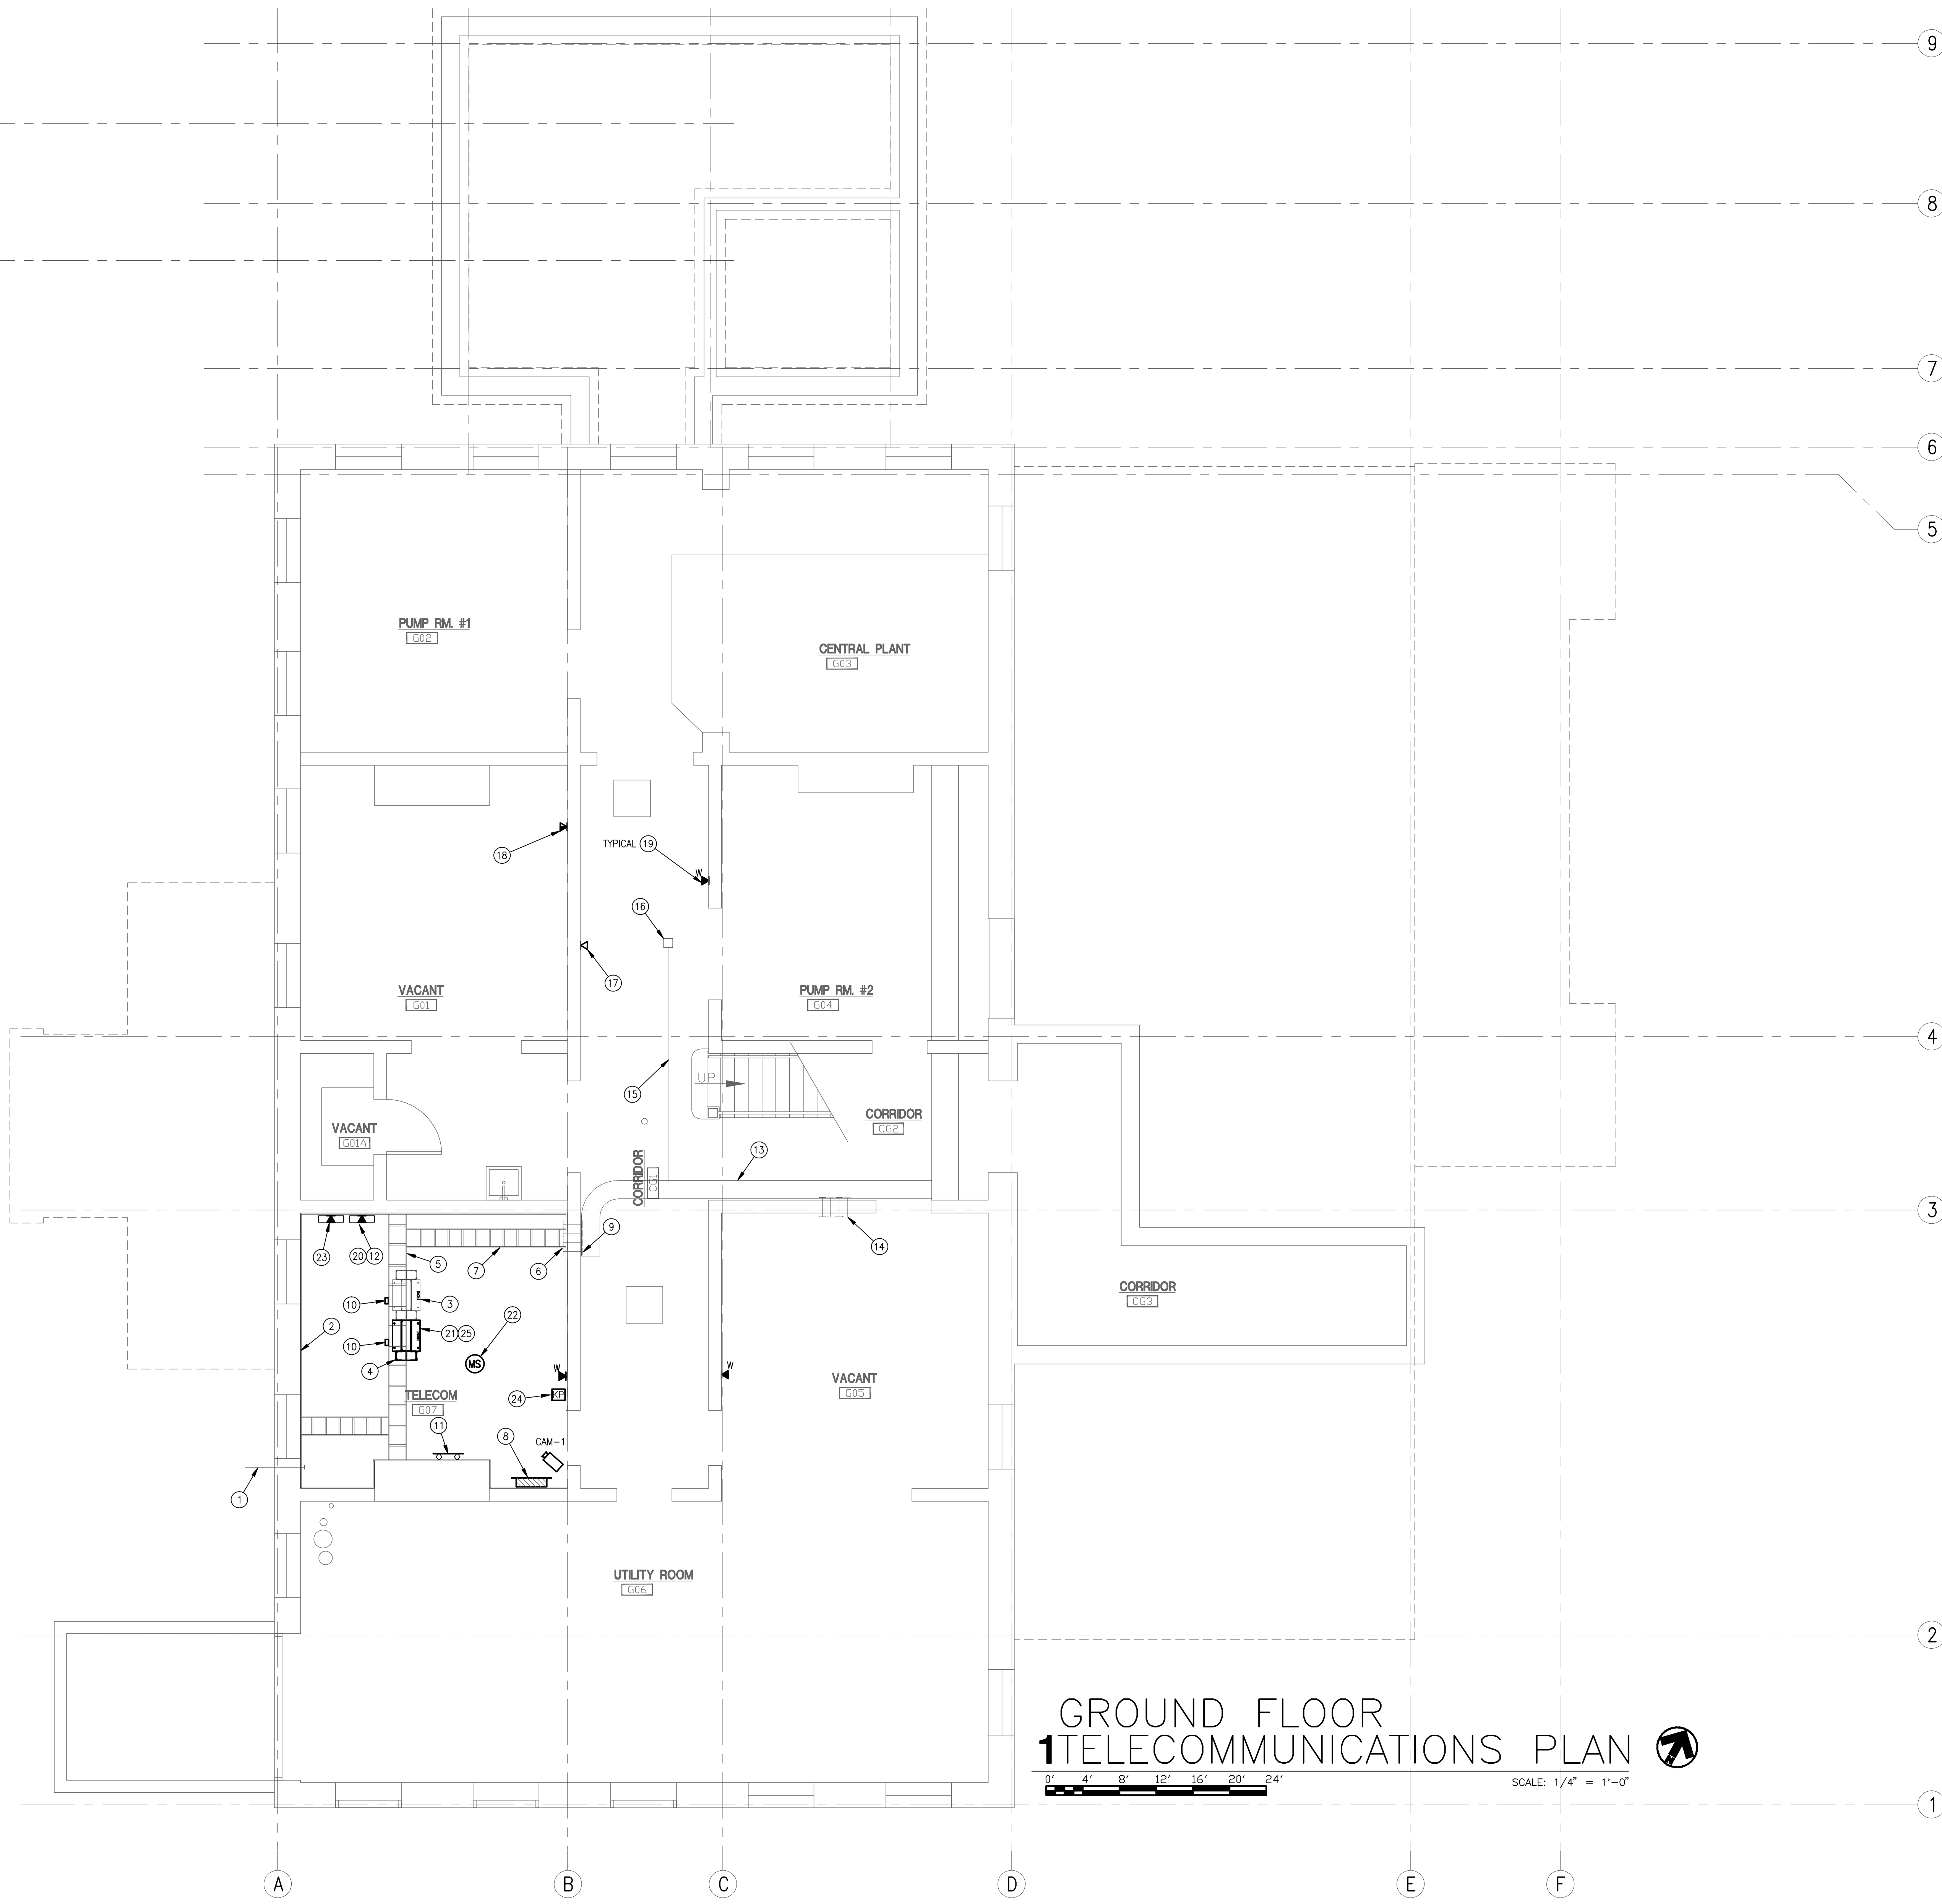 9
8
7
6
5
PUMP RM. #1
G02
CENTRAL PLANT
G03
18
TYPICAL 19
W
16
17
VACANT
G01
PUMP RM. #2
G04
4
15
UP
CORRIDOR
CG2
VACANT
G01A
13
CORRIDOR
CG1
3
23
20 12
5
7
6
9
14
CORRIDOR
CG3
10
3
22
2
10
21 25
4
MS
W
W
VACANT
G05
24
KP
TELECOM
G07
11
8
CAM-1
1
UTILITY ROOM
G06
2
GROUND FLOOR
1 TELECOMMUNICATIONS PLAN
0' 4' 8' 12' 16' 20' 24'
SCALE: 1/4" = 1'-0"
1
A B C D E F